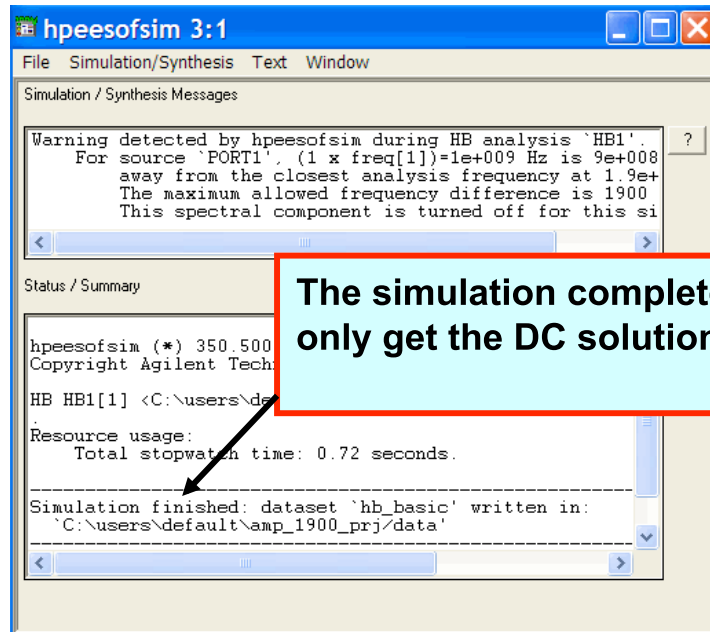 hpeesofsim 3:1
File Simulation/Synthesis Text Window
Simulation / Synthesis Messages
?
Warning detected by hpeesofsim during HB analysis `HB1'.
For source `PORT1', (1 x freq[1])=1e+009 Hz is 9e+008
away from the closest analysis frequency at 1.9e+
The maximum allowed frequency difference is 1900
This spectral component is turned off for this si
Status / Summary
The simulation complet
only get the DC solution
hpeesofsim (*) 350.500
Copyright Agilent Tech
HB HB1[1] <C:\users\de
.
Resource usage:
Total stopwatch time: 0.72 seconds.
Simulation finished: dataset `hb_basic' written in:
`C:\users\default\amp_1900_prj/data'